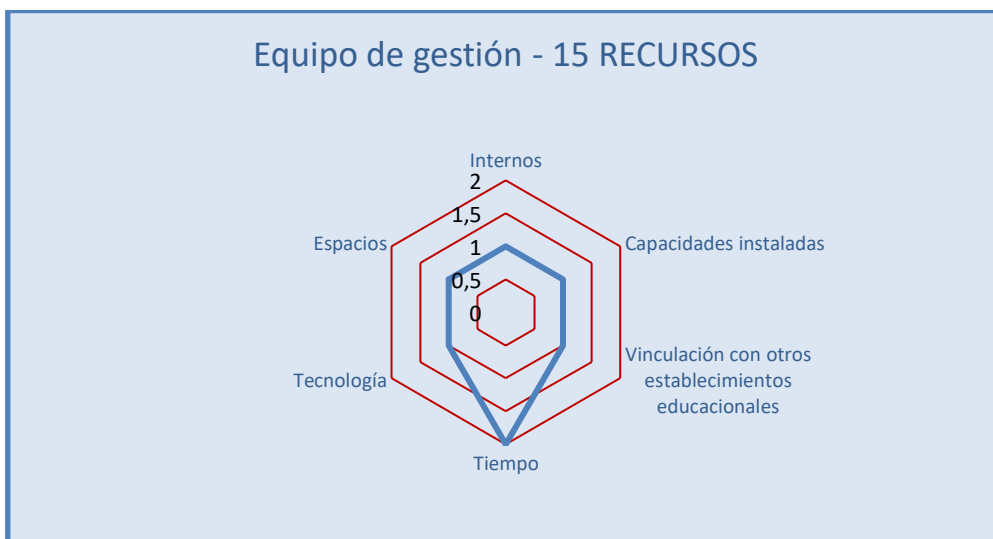 Equipo de gestión - 15 RECURSOS
Internos
2
1,5
1
0,5
0
Espacios
Capacidades instaladas
Tecnología
Vinculación con otros
establecimientos
educacionales
Tiempo